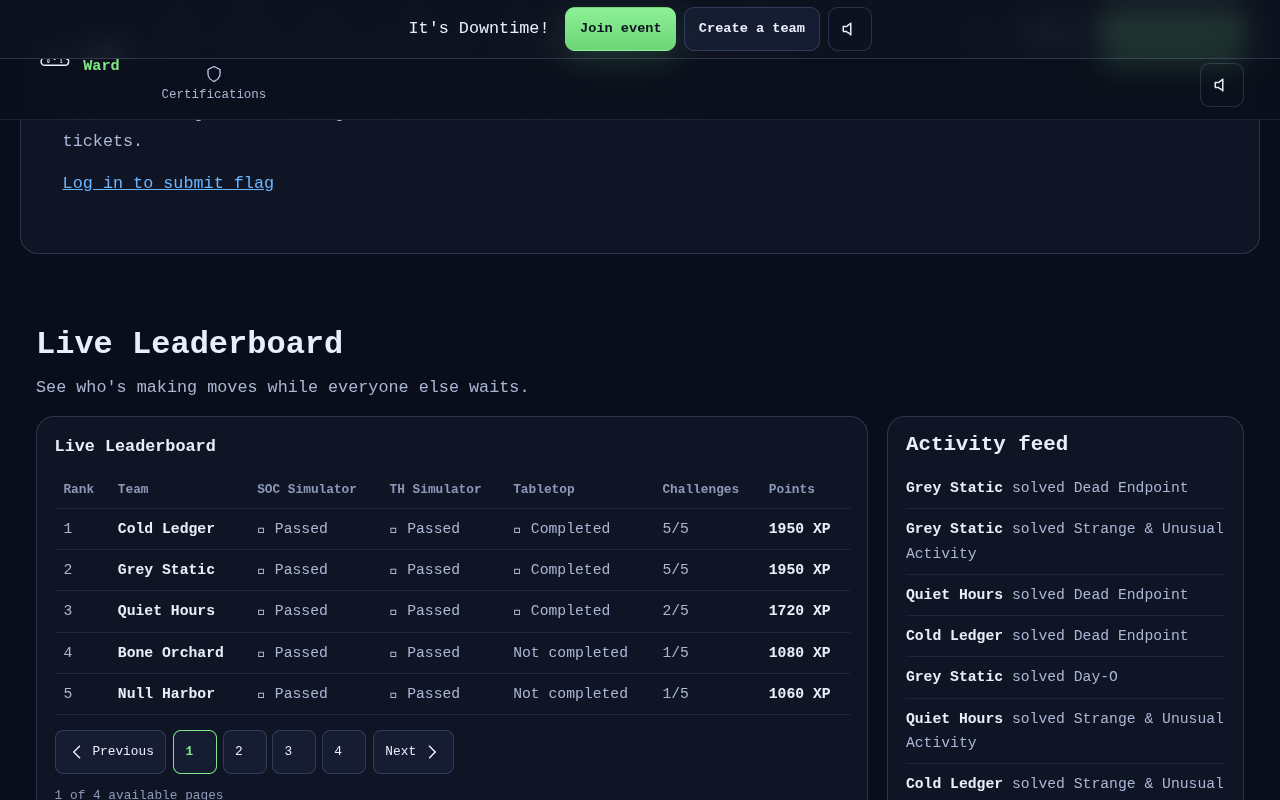 It's Downtime! Join event Create a team
Ward
Certifications
tickets.
Log in to submit flag
Live Leaderboard
See who's making moves while everyone else waits.
Live Leaderboard
Rank Team SOC Simulator TH Simulator Tabletop Challenges Points
1 Cold Ledger Passed Passed Completed 5/5 1950 XP
2 Grey Static Passed Passed Completed 5/5 1950 XP
3 Quiet Hours Passed Passed Completed 2/5 1720 XP
4 Bone Orchard Passed Passed Not completed 1/5 1080 XP
5 Null Harbor Passed Passed Not completed 1/5 1060 XP
Previous 1 2 3 4 Next
1 of 4 available pages
Activity feed
Grey Static solved Dead Endpoint
Grey Static solved Strange & Unusual
Activity
Quiet Hours solved Dead Endpoint
Cold Ledger solved Dead Endpoint
Grey Static solved Day-O
Quiet Hours solved Strange & Unusual
Activity
Cold Ledger solved Strange & Unusual